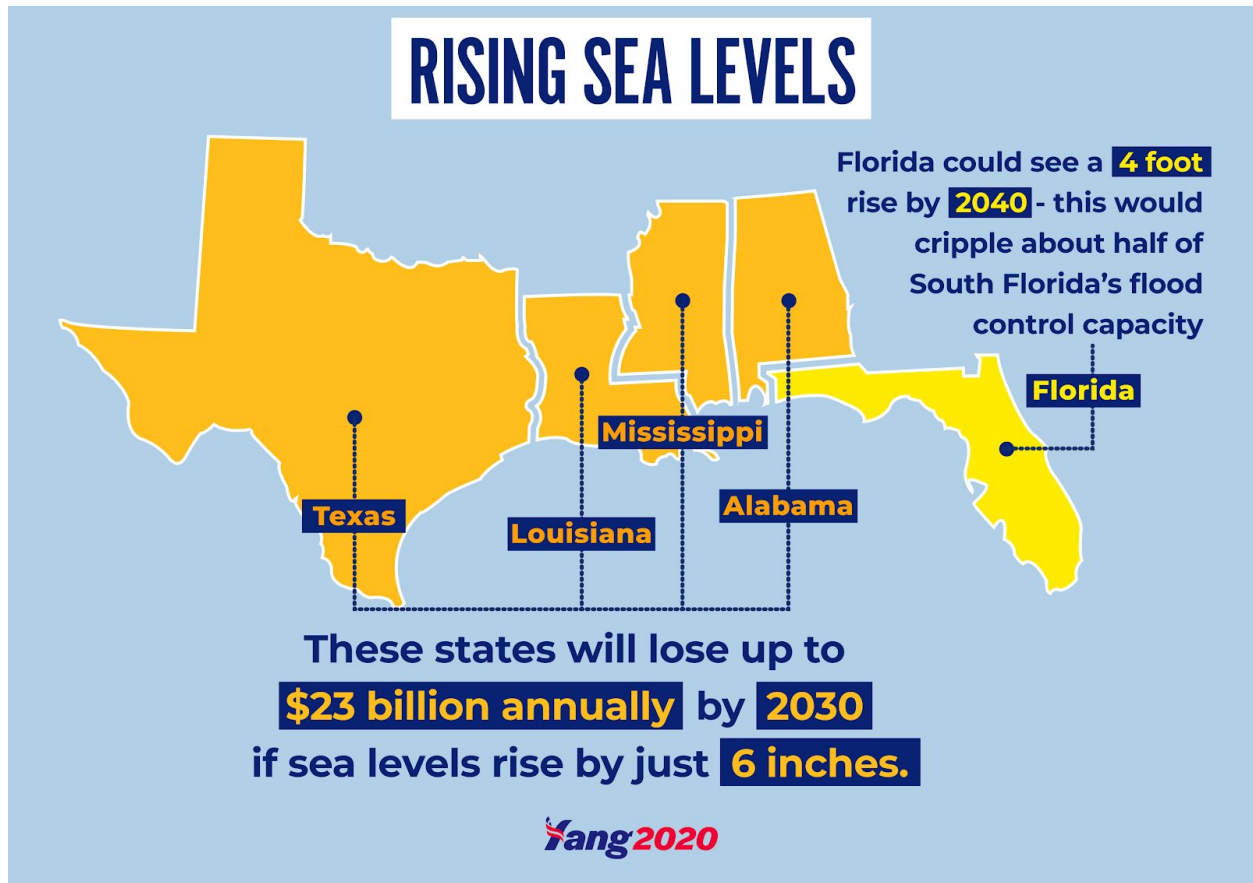 RISING SEA LEVELS
Florida could see a 4 foot
rise by 2040 - this would
cripple about half of
South Florida's flood
control capacity
Florida
Mississippi
Alabama
Texas
Louisiana
These states will lose up to
$23 billion annually by 2030
if sea levels rise by just 6 inches.
Yang2020